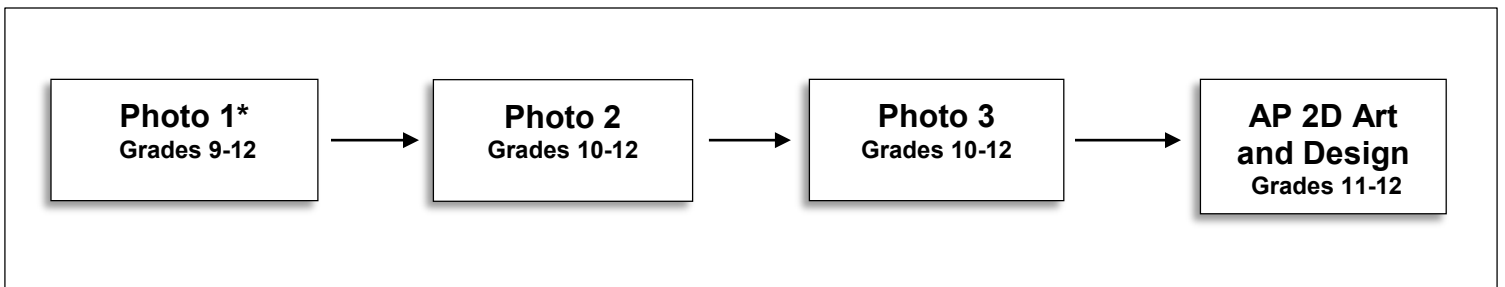 Photo 1*
Grades 9-12
Photo 2
Grades 10-12
Photo 3
Grades 10-12
AP 2D Art
and Design
Grades 11-12